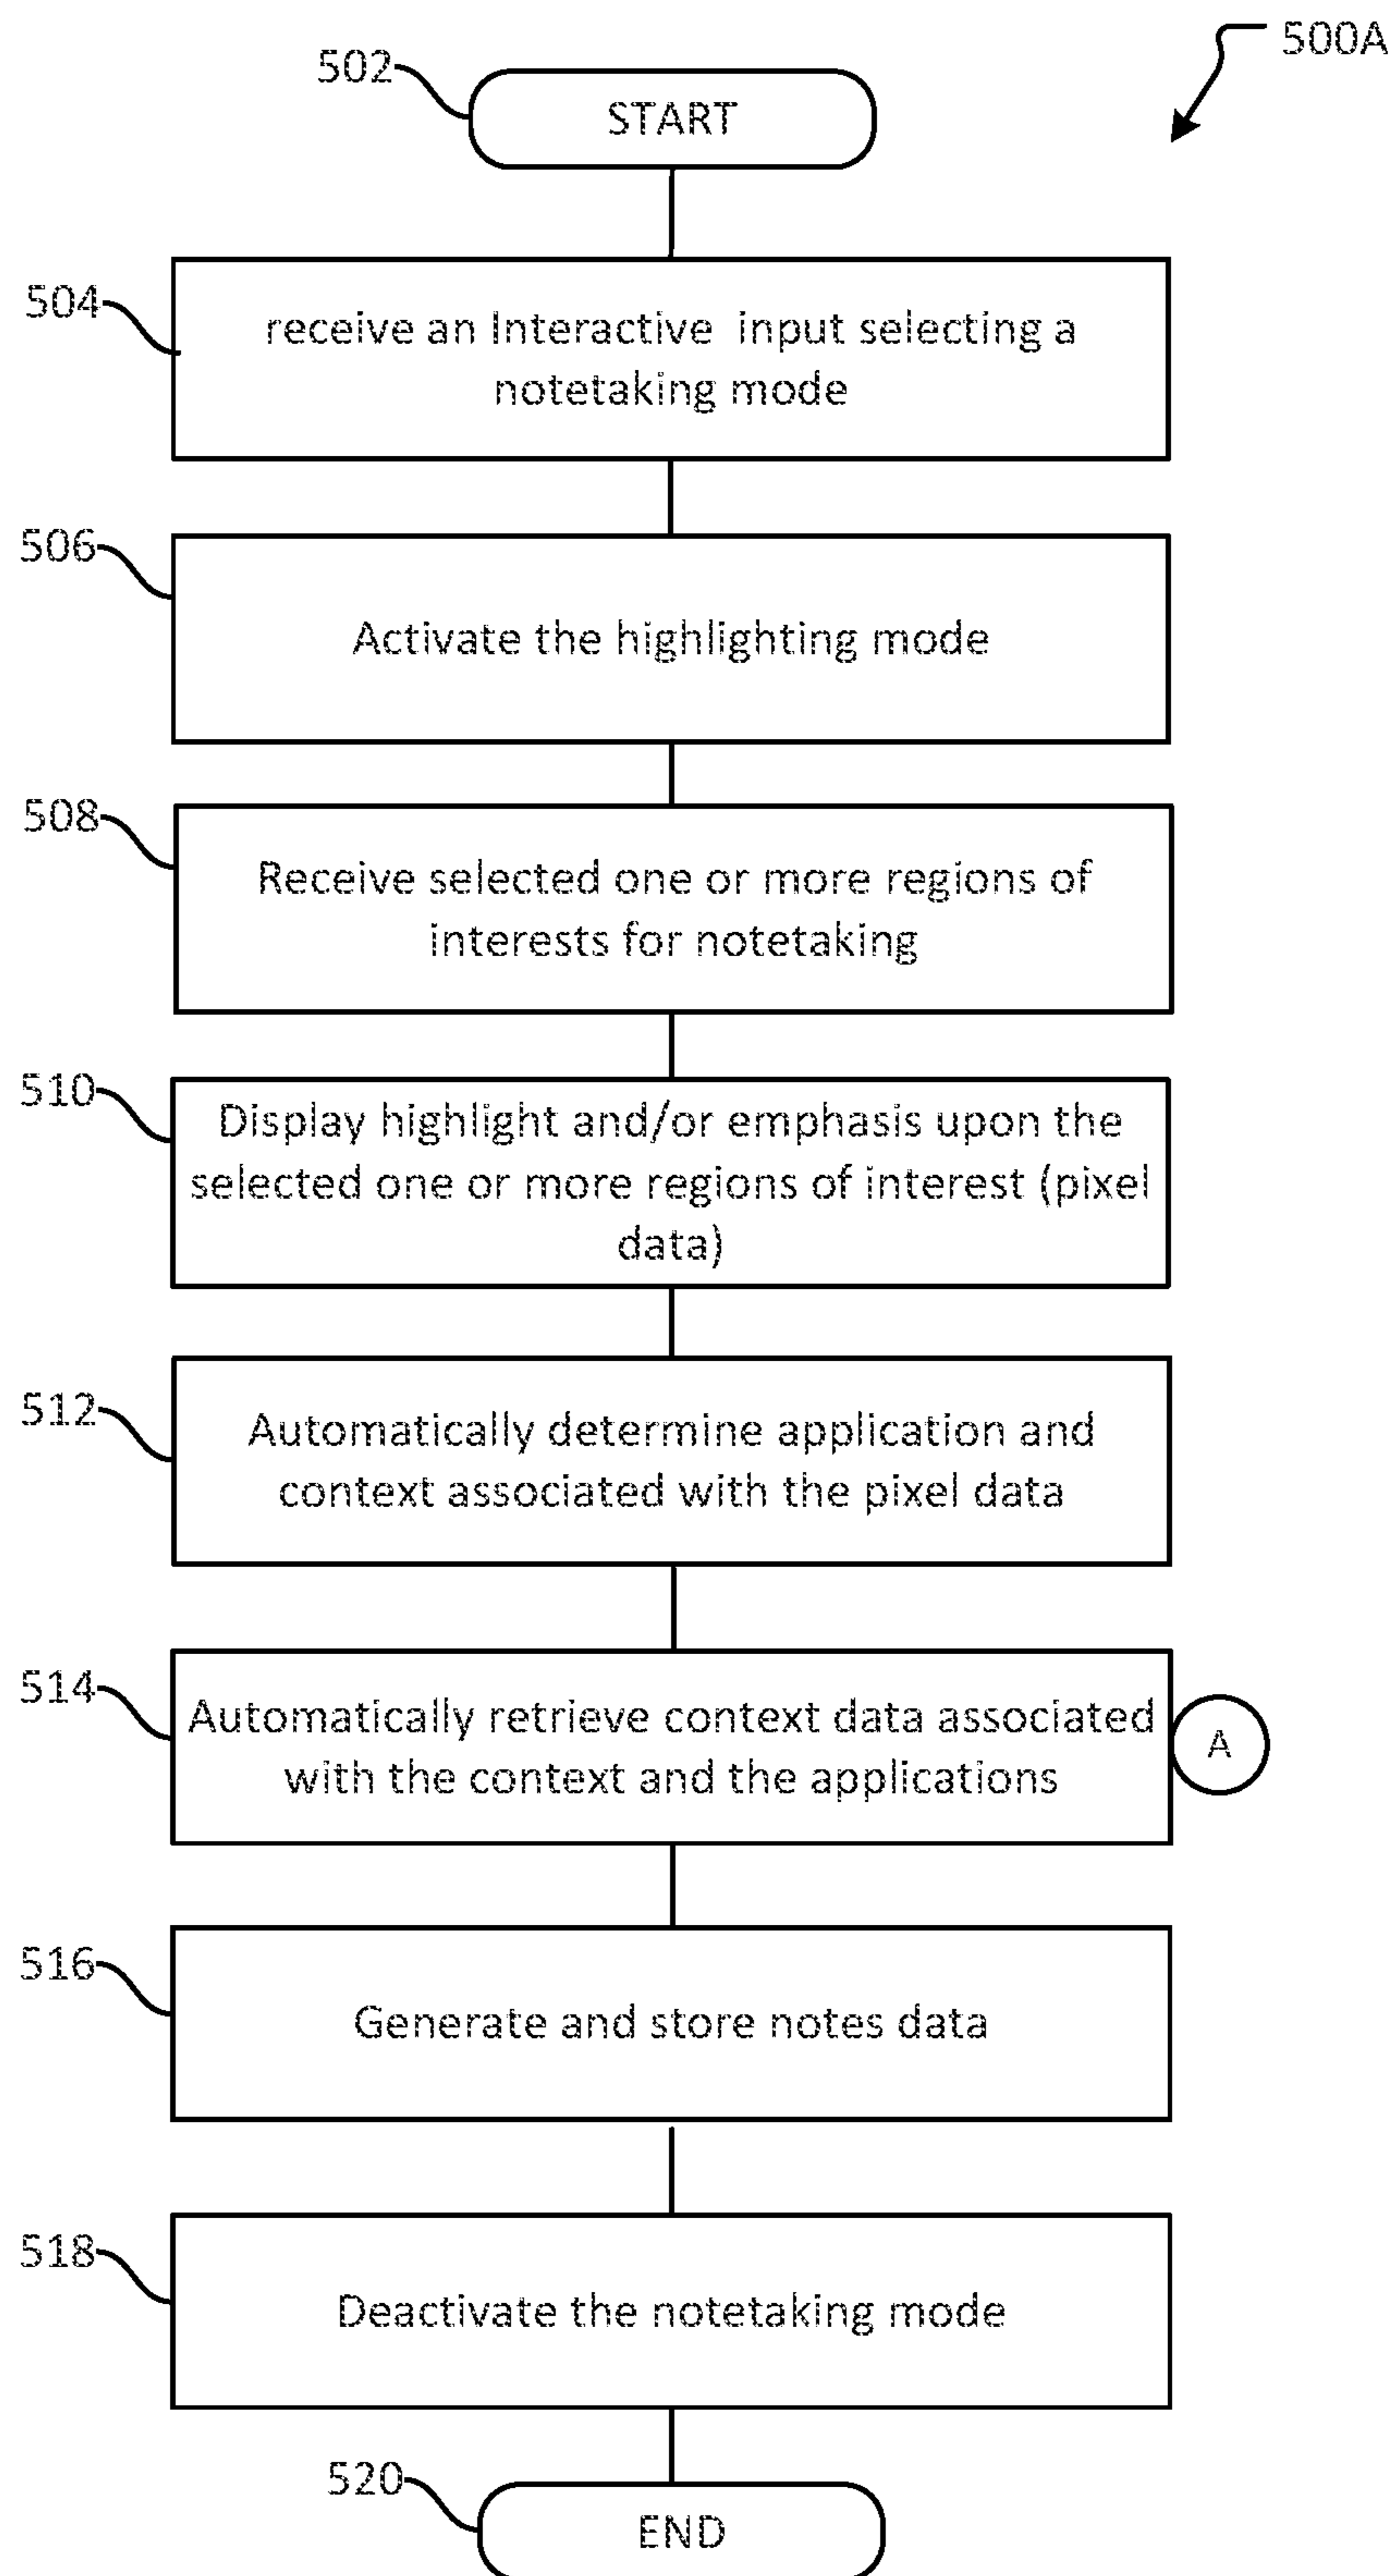 500A
502
START
504
receive an Interactive input selecting a
notetaking mode
506
Activate the highlighting mode
508
Receive selected one or more regions of
interests for notetaking
510
Display highlight and/or emphasis upon the
selected one or more regions of interest (pixel
data)
512
Automatically determine application and
context associated with the pixel data
514
Automatically retrieve context data associated
with the context and the applications
A
516
Generate and store notes data
518
Deactivate the notetaking mode
520
END